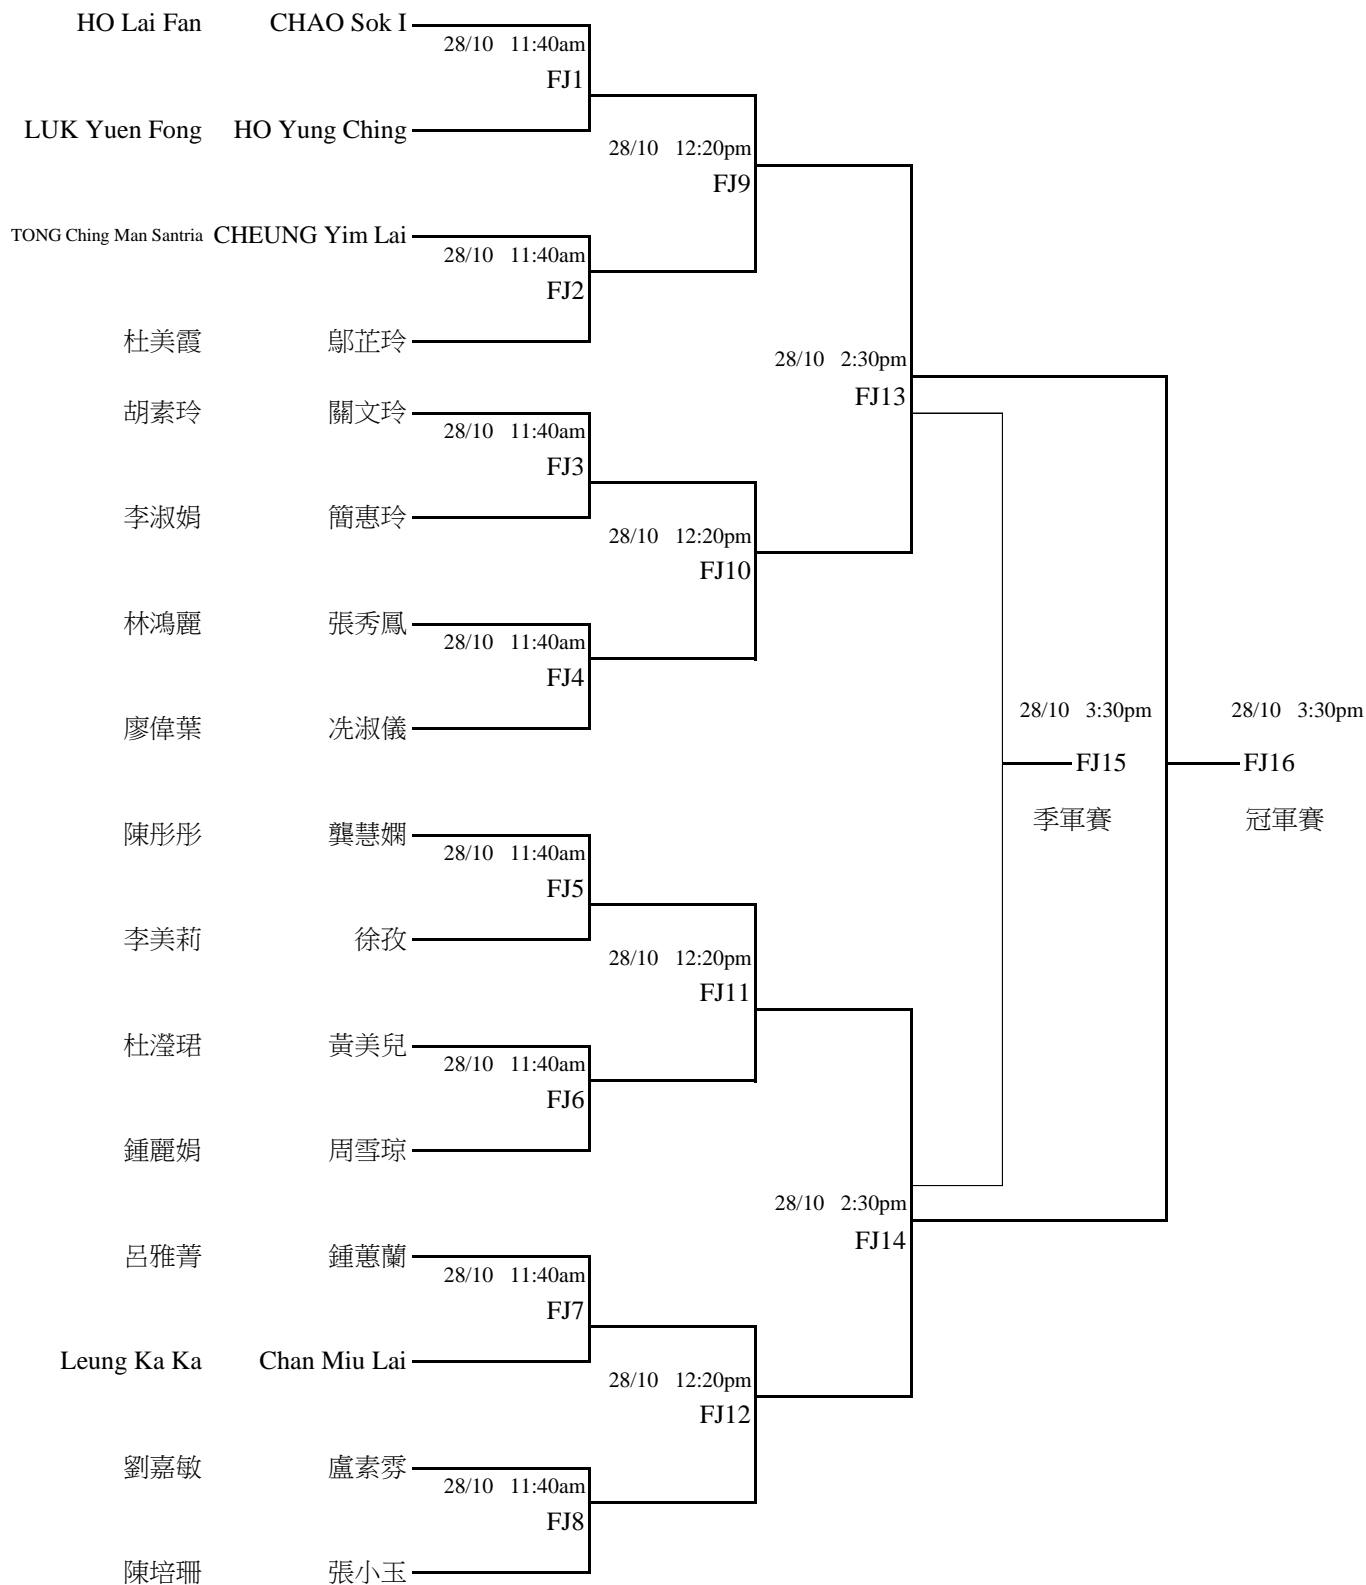 HO Lai Fan CHAO Sok I
28/10 11:40am
FJ1
LUK Yuen Fong HO Yung Ching
28/10 12:20pm
FJ9
TONG Ching Man Santria CHEUNG Yim Lai
28/10 11:40am
FJ2
杜美霞 鄔芷玲
28/10 2:30pm
FJ13
胡素玲 關文玲
28/10 11:40am
FJ3
李淑娟 簡惠玲
28/10 12:20pm
FJ10
林鴻麗 張秀鳳
28/10 11:40am
FJ4
廖偉葉 冼淑儀
28/10 3:30pm 28/10 3:30pm
FJ15 FJ16
季軍賽 冠軍賽
陳彤彤 龔慧嫻
28/10 11:40am
FJ5
李美莉 徐孜
28/10 12:20pm
FJ11
杜瀅珺 黃美兒
28/10 11:40am
FJ6
鍾麗娟 周雪琼
28/10 2:30pm
FJ14
呂雅菁 鍾蕙蘭
28/10 11:40am
FJ7
Leung Ka Ka Chan Miu Lai
28/10 12:20pm
FJ12
劉嘉敏 盧素雰
28/10 11:40am
FJ8
陳培珊 張小玉